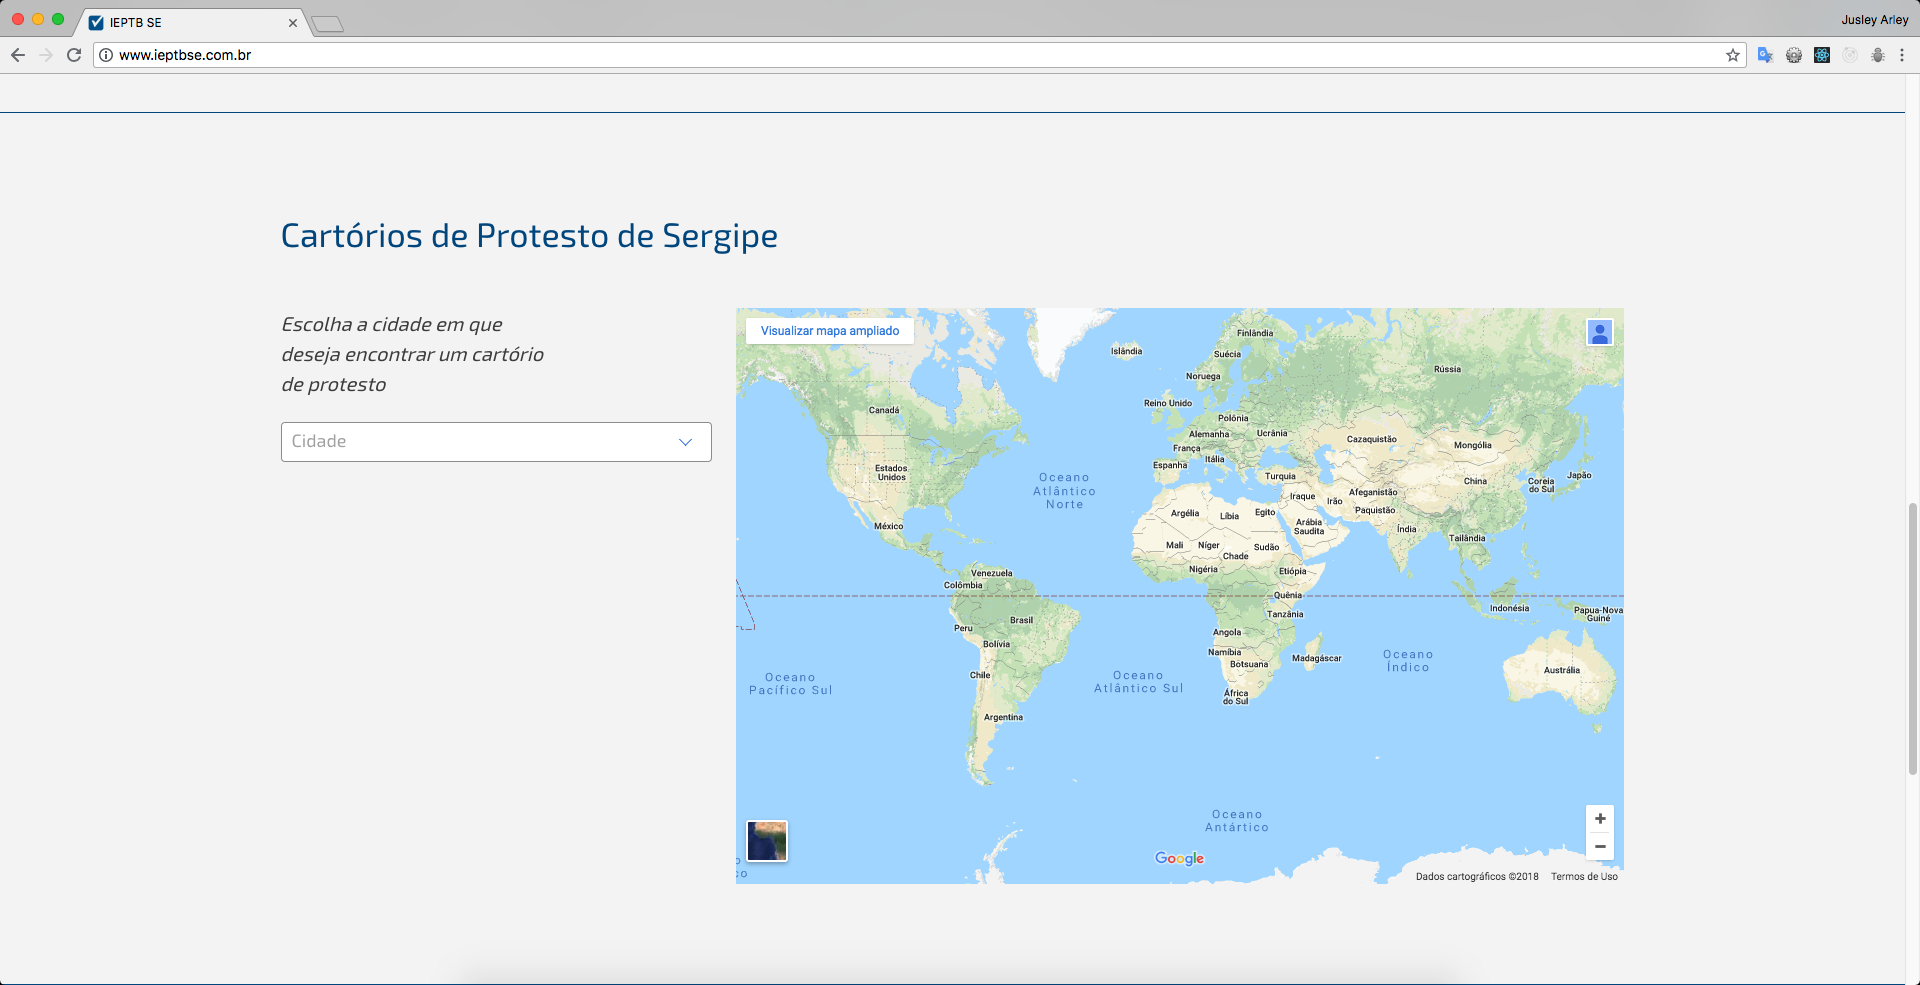 IEPTB SE
Jusley Arley
www.ieptbse.com.br
Cartórios de Protesto de Sergipe
Escolha a cidade em que
deseja encontrar um cartório
de protesto
Cidade
Visualizar mapa ampliado
Finlândia
Islândia
Suécia
Rússia
Noruega
Reino Unido
Canadá
Polônia
Alemanha
Ucrânia
Cazaquistão
Mongólia
França
Itália
Espanha
Estados
Unidos
Turquia
Japão
China
Coreia
do Sul
Oceano
Atlântico
Norte
Iraque
Irão
Afeganistão
Paquistão
Argélia
Líbia
Egito
Arábia
Saudita
México
Índia
Tailândia
Mali
Níger
Sudão
Chade
Nigéria
Etiópia
Venezuela
Colômbia
Quênia
Indonésia
Papua-Nova
Guiné
Tanzânia
Brasil
Peru
Angola
Bolívia
Namíbia
Botsuana
Madagáscar
Oceano
Índico
Chile
Oceano
Pacífico Sul
Oceano
Atlântico Sul
Austrália
África
do Sul
Argentina
Oceano
Antártico
Google
co
Dados cartográficos ©2018
Termos de Uso